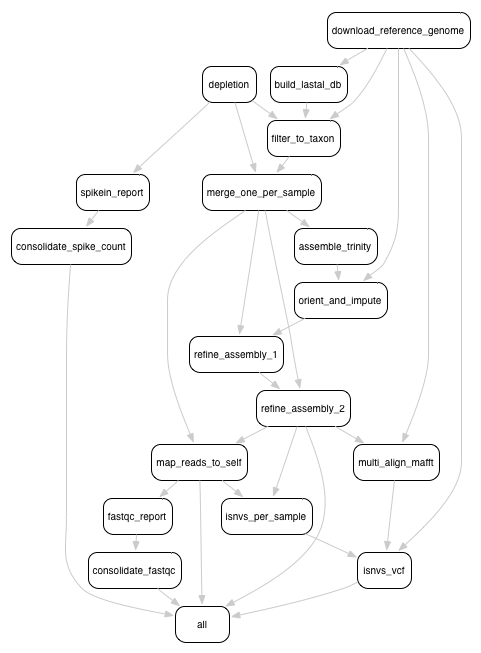 download_reference_genome
depletion
build_lastal_db
filter_to_taxon
spikein_report
merge_one_per_sample
consolidate_spike_count
assemble_trinity
orient_and_impute
refine_assembly_1
refine_assembly_2
map_reads_to_self
multi_align_mafft
fastqc_report
isnvs_per_sample
consolidate_fastqc
isnvs_vcf
all